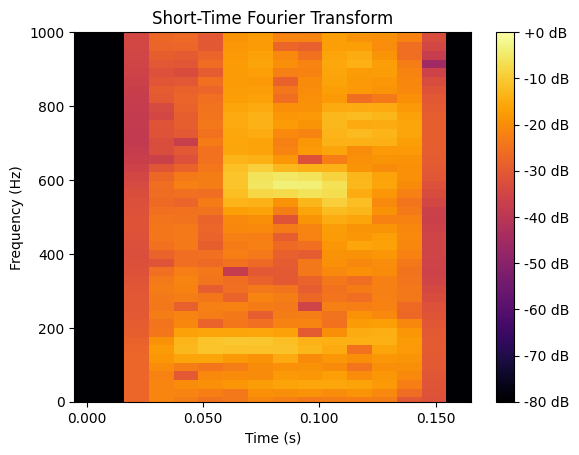 Short-Time Fourier Transform
1000
800
600
400
200
0
Frequency (Hz)
0.000
0.050
0.100
0.150
Time (s)
+0 dB
-10 dB
-20 dB
-30 dB
-40 dB
-50 dB
-60 dB
-70 dB
-80 dB